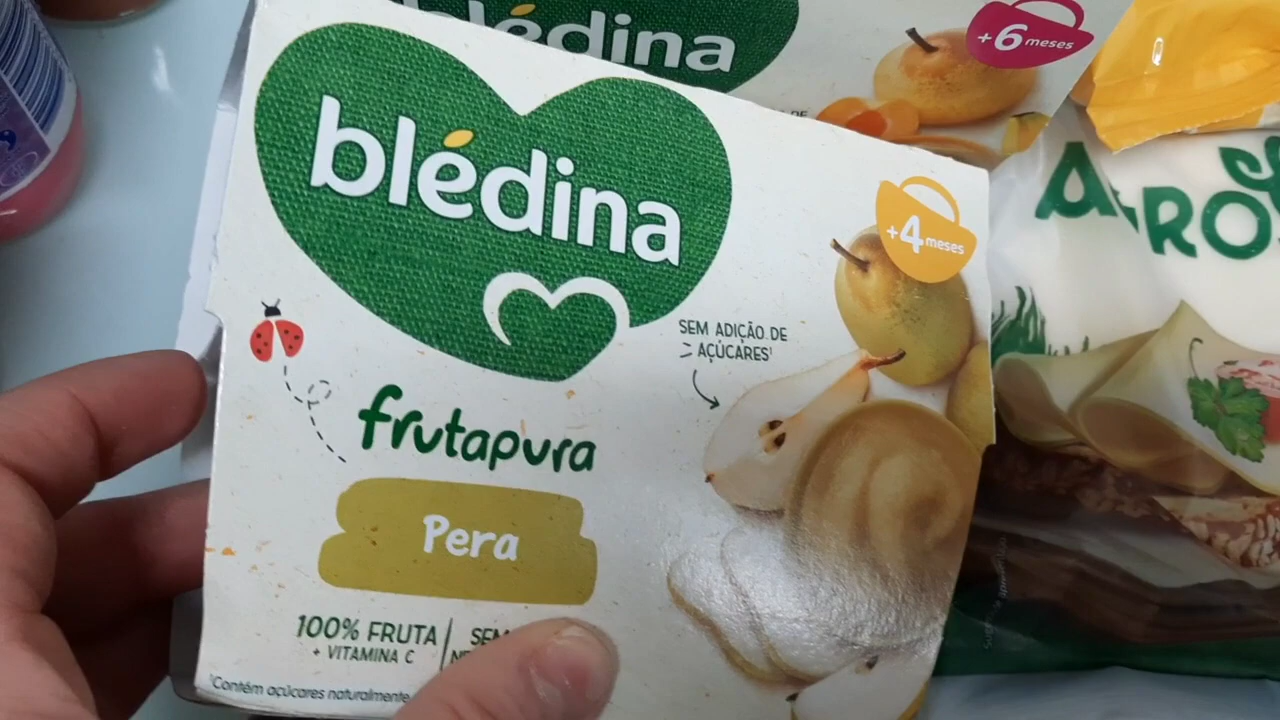 blédina
+6 meses
blédina
+4 meses
SEM ADIÇÃO DE
AÇÚCARES¹
frutapura
Pera
100% FRUTA
+ VITAMINA C
SEM
¹Contém açúcares naturalmente